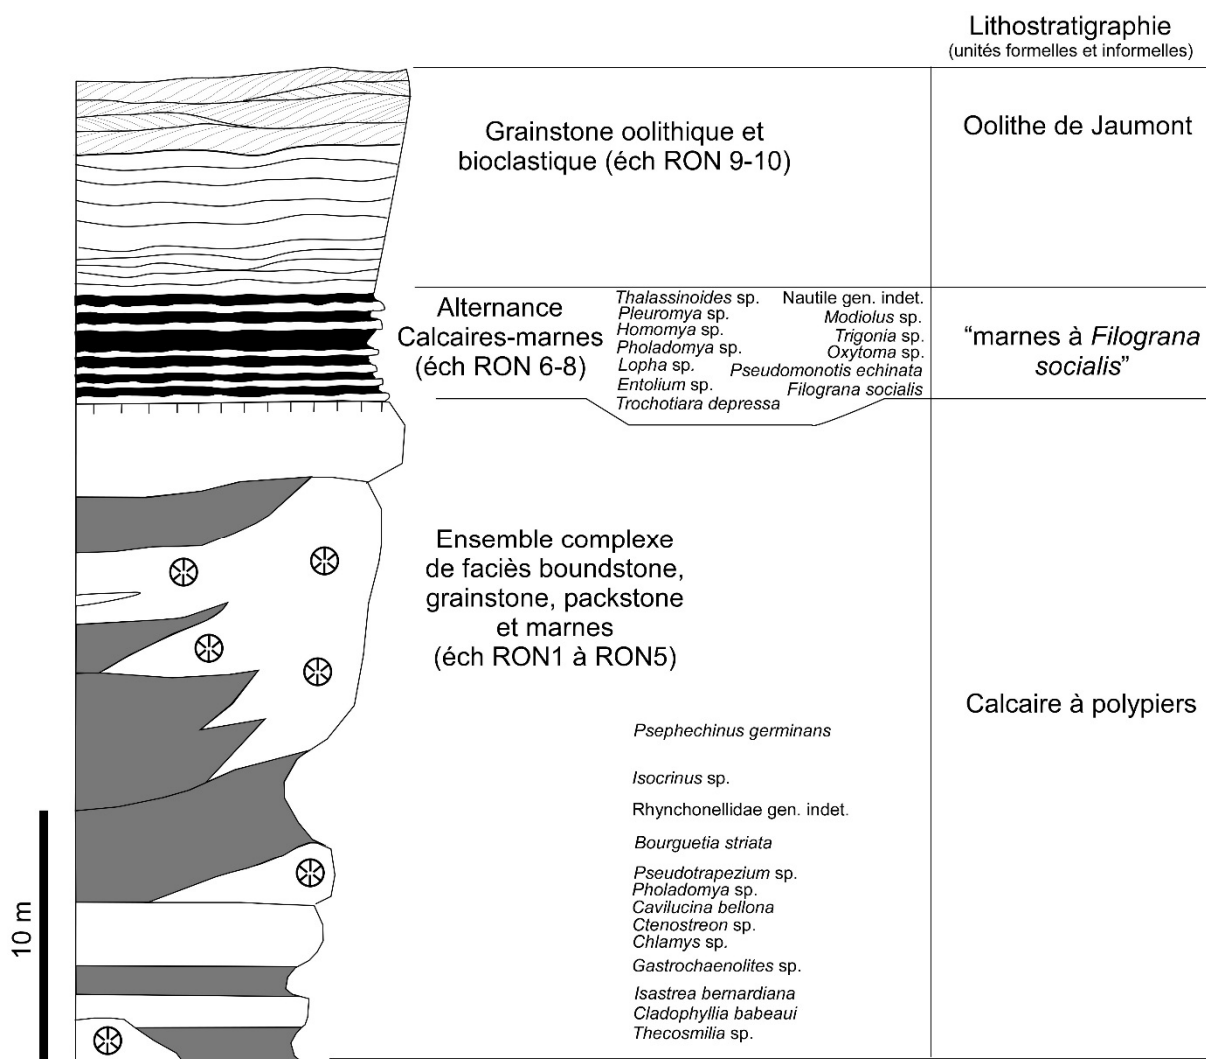 Lithostratigraphie
(unités formelles et informelles)
Grainstone oolithique et
bioclastique (éch RON 9-10)
Oolithe de Jaumont
Alternance
Calcaires-marnes
(éch RON 6-8)
Thalassinoides sp.
Pleuromya sp.
Homomya sp.
Pholadomya sp.
Lopha sp.
Entolium sp.
Trochotiara depressa
Nautile gen. indet.
Modiolus sp.
Trigonia sp.
Oxytoma sp.
Pseudomonotis echinata
Filograna socialis
“marnes à Filograna
socialis”
Ensemble complexe
de faciès boundstone,
grainstone, packstone
et marnes
(éch RON1 à RON5)
Psephechinus germinans
Isocrinus sp.
Rhynchonellidae gen. indet.
Bourguetia striata
Pseudotrapezium sp.
Pholadomya sp.
Cavilucina bellona
Ctenostreon sp.
Chlamys sp.
Gastrochaenolites sp.
Isastrea bernardiana
Cladophyllia babeaui
Thecosmilia sp.
Calcaire à polypiers
10 m